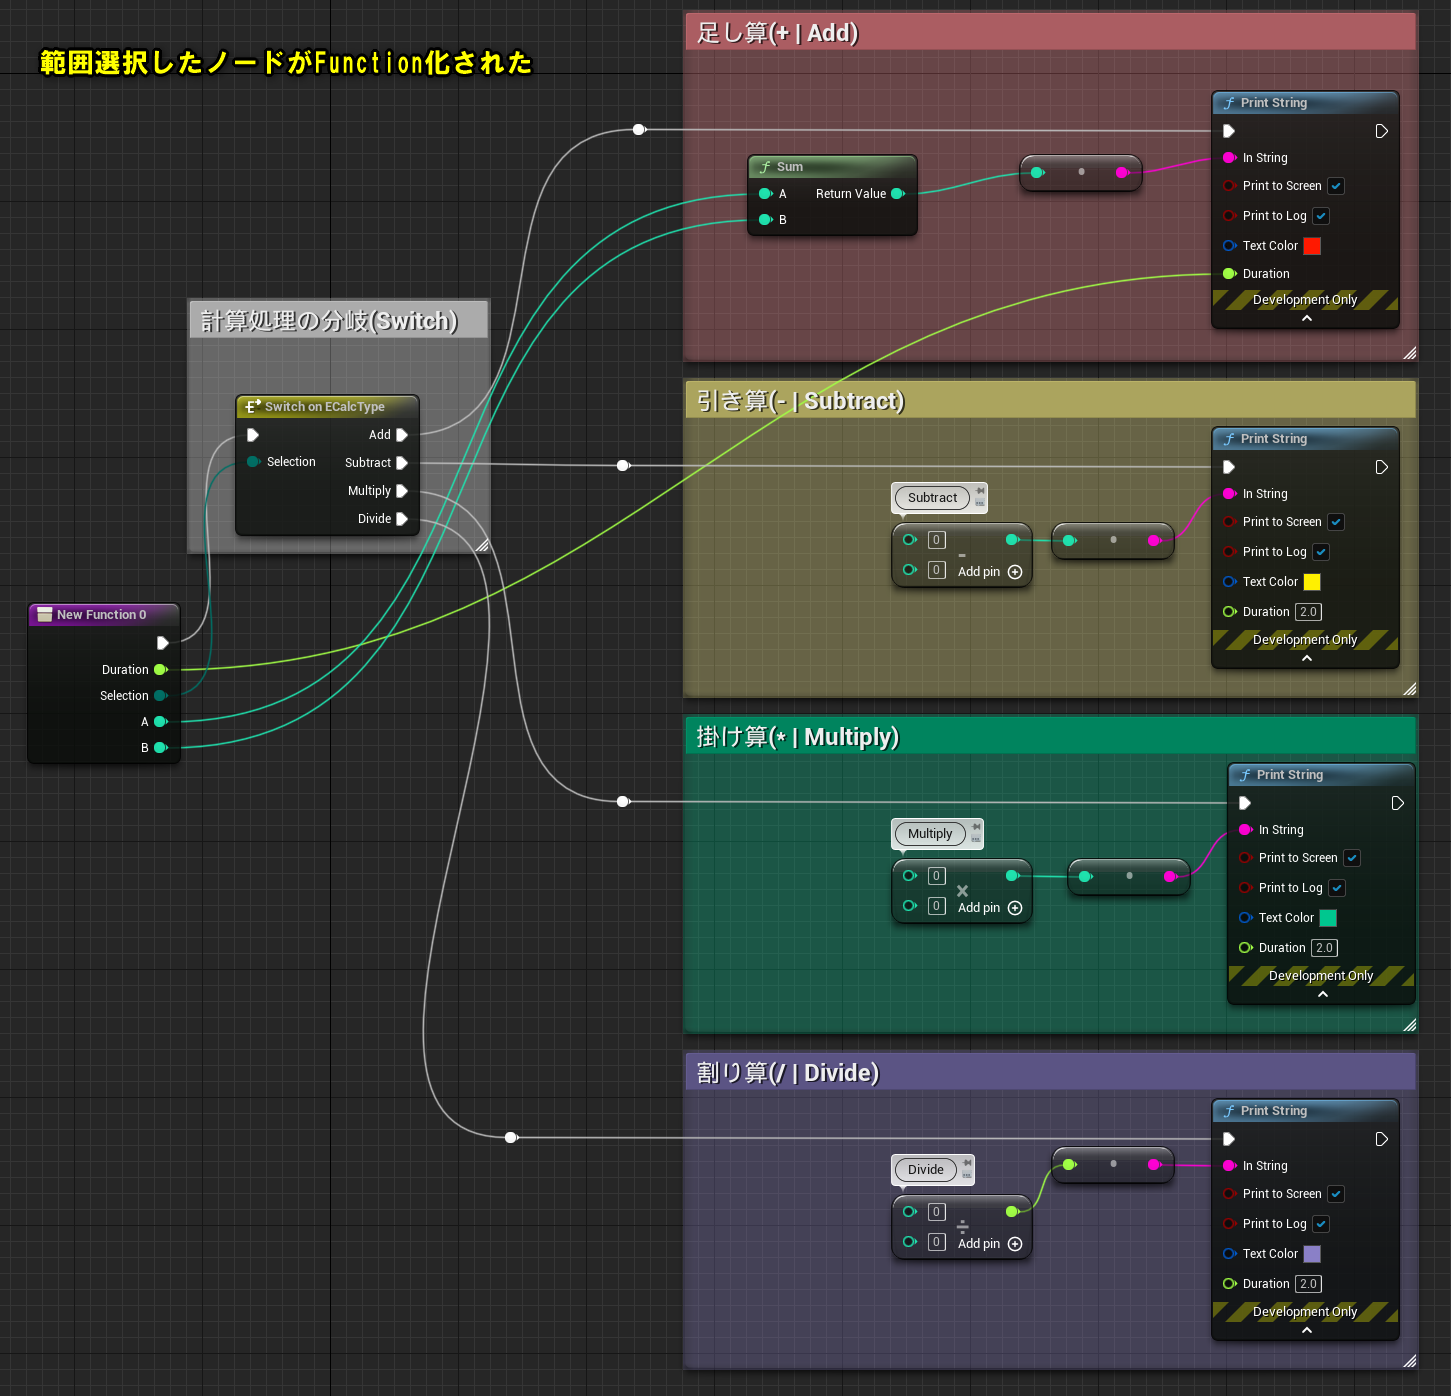 範囲選択したノードがFunction化された
足し算(+ | Add)
Print String
In String
Print to Screen
Print to Log
Text Color
Duration
Development Only
Sum
A
Return Value
B
計算処理の分岐(Switch)
Switch on ECalcType
Add
Selection
Subtract
Multiply
Divide
New Function 0
Duration
Selection
A
B
引き算(- | Subtract)
Print String
In String
Print to Screen
Print to Log
Text Color
Duration 2.0
Development Only
Subtract
0
-
0
Add pin
掛け算(* | Multiply)
Print String
In String
Print to Screen
Print to Log
Text Color
Duration 2.0
Development Only
Multiply
0
×
0
Add pin
割り算(/ | Divide)
Print String
In String
Print to Screen
Print to Log
Text Color
Duration 2.0
Development Only
Divide
0
÷
0
Add pin